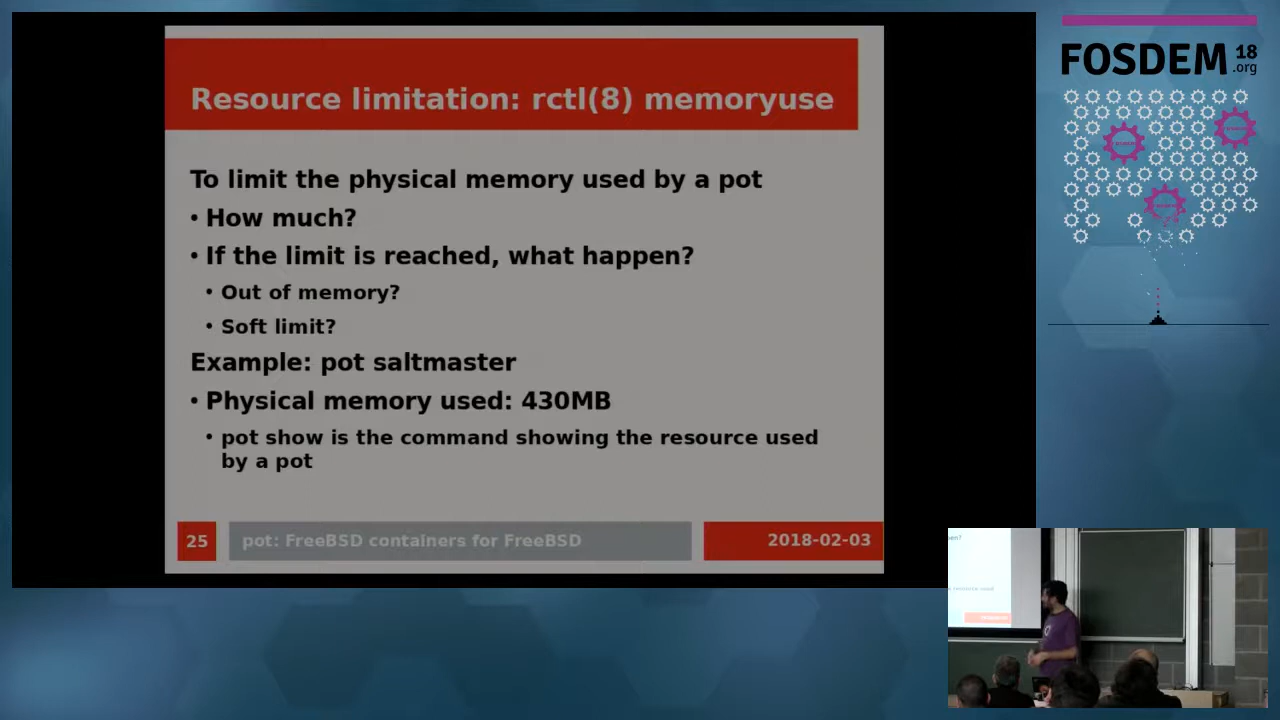 Resource limitation: rctl(8) memoryuse
To limit the physical memory used by a pot
• How much?
• If the limit is reached, what happen?
• Out of memory?
• Soft limit?
Example: pot saltmaster
• Physical memory used: 430MB
• pot show is the command showing the resource used
by a pot
25
pot: FreeBSD containers for FreeBSD
2018-02-03
FOSDEM 18
.org